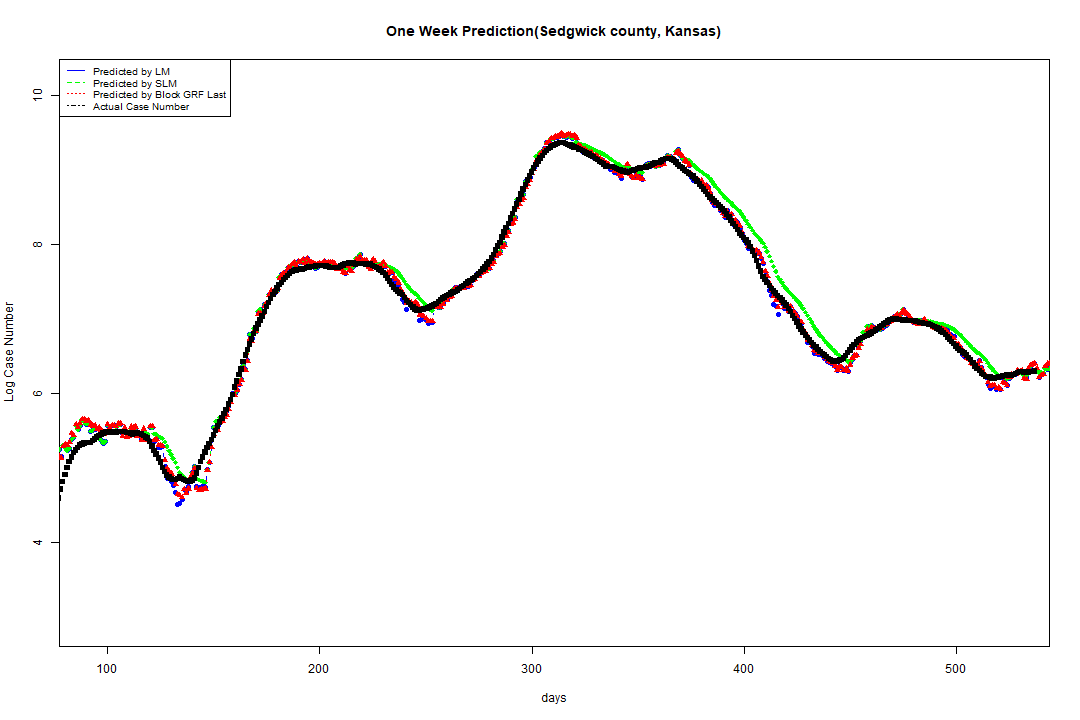 One Week Prediction(Sedgwick county, Kansas)
Predicted by LM
Predicted by SLM
Predicted by Block GRF Last
Actual Case Number
10
8
6
4
Log Case Number
100 200 300 400 500
days